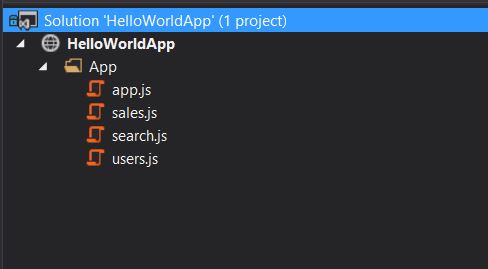 Solution 'HelloWorldApp' (1 project)
HelloWorldApp
App
app.js
sales.js
search.js
users.js